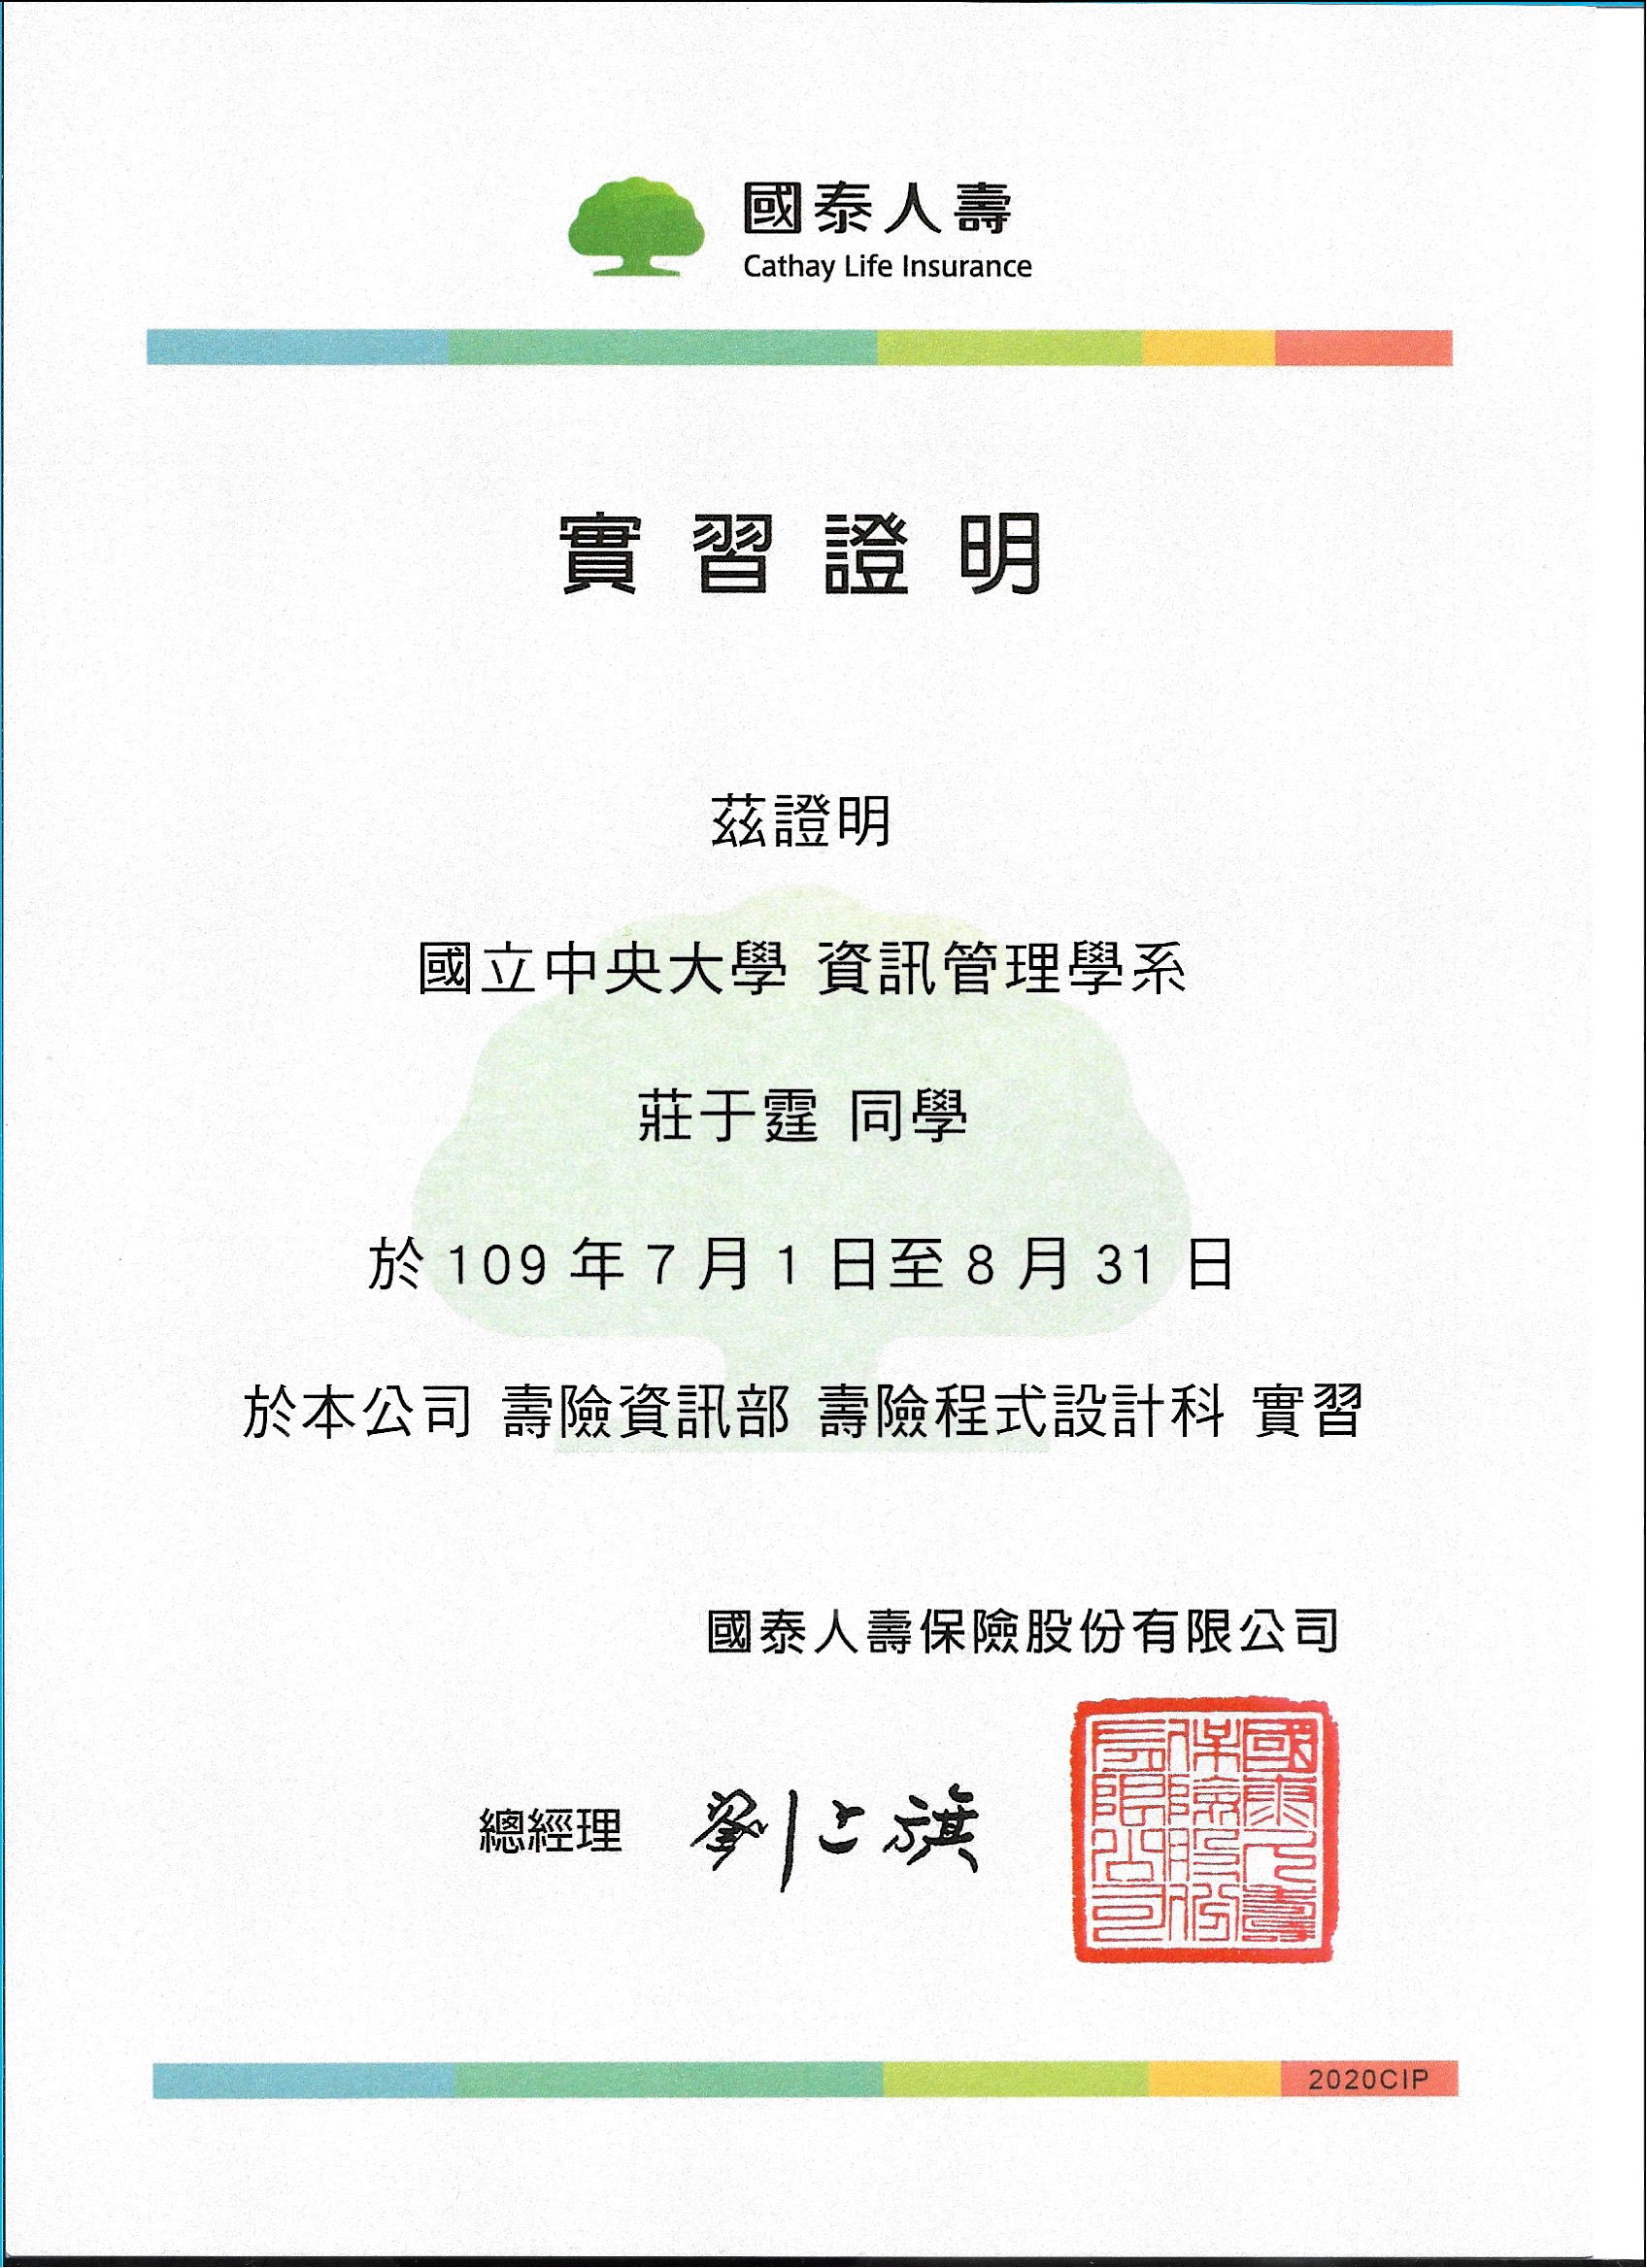 國泰人壽
Cathay Life Insurance
實習證明
茲證明
國立中央大學 資訊管理學系
莊于霆 同學
於 109 年 7 月 1 日至 8 月 31 日
於本公司 壽險資訊部 壽險程式設計科 實習
國泰人壽保險股份有限公司
總經理 劉上旗
國泰人壽
保險股份
有限公司
2020CIP